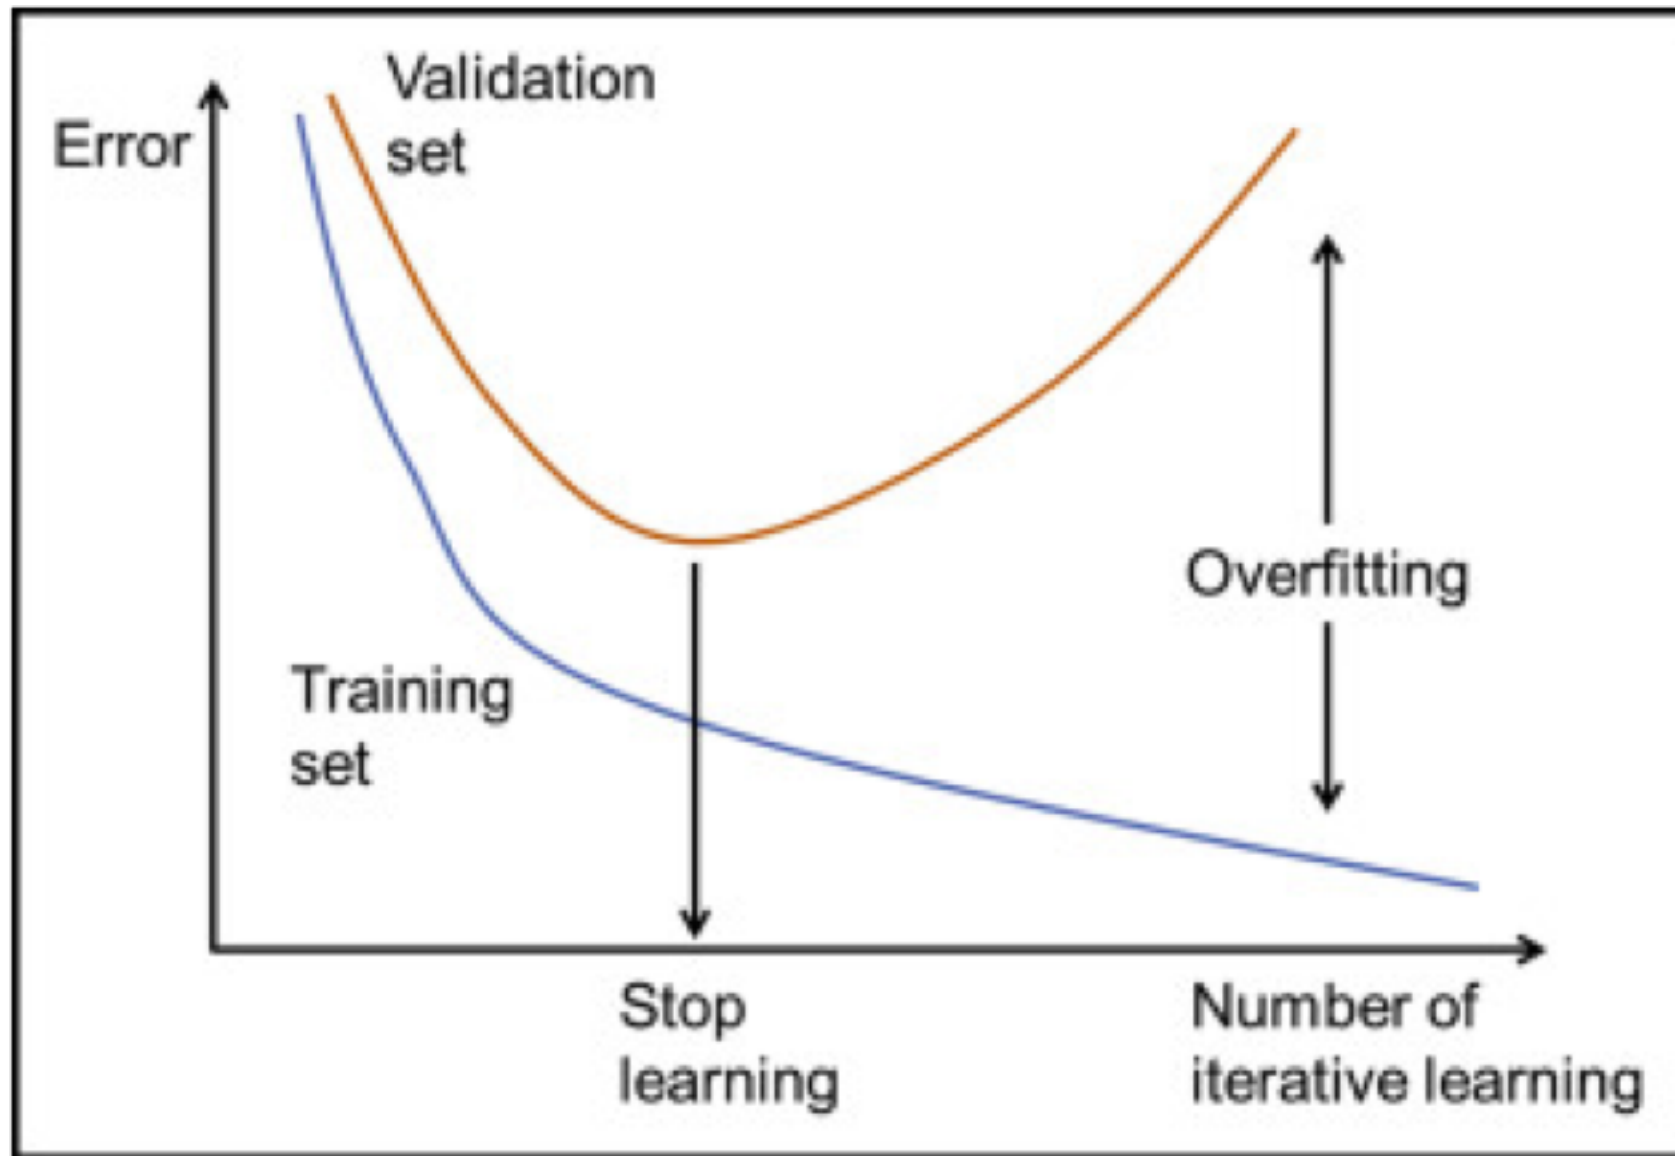 Validation
set
Error
Overfitting
Training
set
Stop
learning
Number of
iterative learning